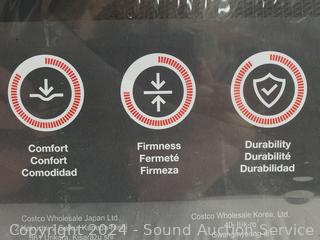 Comfort
Confort
Comodidad
Firmness
Fermeté
Firmeza
Durability
Durabilité
Durabilidad
Costco Wholesale Japan Ltd.
Costco Wholesale Korea, Ltd.
Copyright 2024 - Sound Auction Service